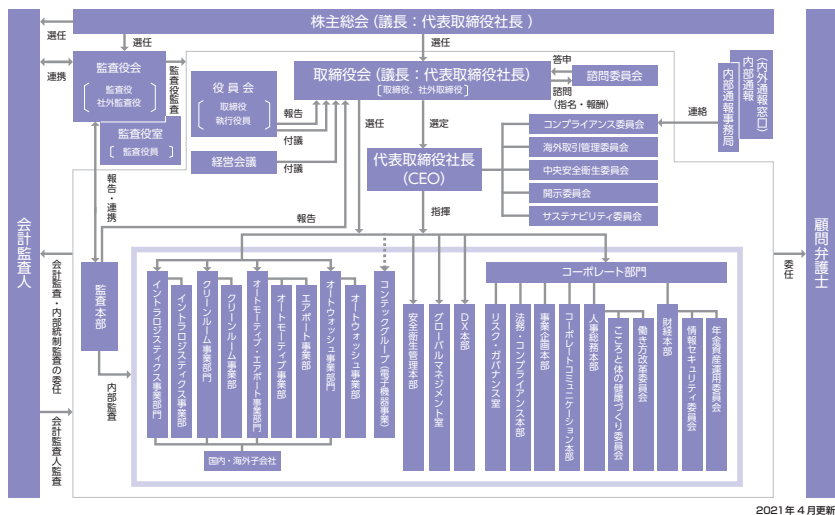 株主総会（議長：代表取締役社長）
選任
選任
選任
連携
監査役会
監査役
社外監査役
監査役監査
監査役室
監査役員
役員会
取締役
執行役員
報告
付議
経営会議
付議
取締役会（議長：代表取締役社長）
［取締役、社外取締役］
答申
諮問
（指名・報酬）
諮問委員会
選任
選定
代表取締役社長
（CEO）
指揮
コンプライアンス委員会
海外取引管理委員会
中央安全衛生委員会
開示委員会
サステナビリティ委員会
連絡
内部通報
（内外通報窓口）
内部通報事務局
会計監査人
顧問弁護士
委任
報告・連携
報告
監査本部
会計監査・内部統制監査の委任
会計監査人監査
内部監査
イントラロジスティクス事業部門
イントラロジスティクス事業部
クリーンルーム事業部門
クリーンルーム事業部
オートモーティブ・エアポート事業部門
オートモーティブ事業部
エアポート事業部
オートウォッシュ事業部門
オートウォッシュ事業部
コンテックグループ（電子機器事業）
国内・海外子会社
安全衛生管理本部
グローバルマネジメント室
DX本部
コーポレート部門
リスク・ガバナンス室
法務・コンプライアンス本部
事業企画本部
コーポレートコミュニケーション本部
人事総務本部
こころと体の健康づくり委員会
働き方改革委員会
財経本部
情報セキュリティ委員会
年金資産運用委員会
2021年4月更新